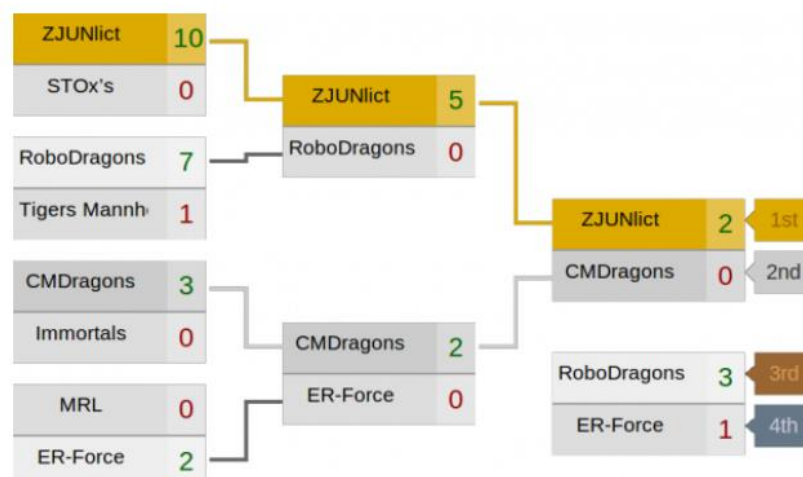 ZJUNlict 10
STOx's 0
RoboDragons 7
Tigers Mannh 1
CMDragons 3
Immortals 0
MRL 0
ER-Force 2
ZJUNlict 5
RoboDragons 0
CMDragons 2
ER-Force 0
ZJUNlict 2 1st
CMDragons 0 2nd
RoboDragons 3 3rd
ER-Force 1 4th